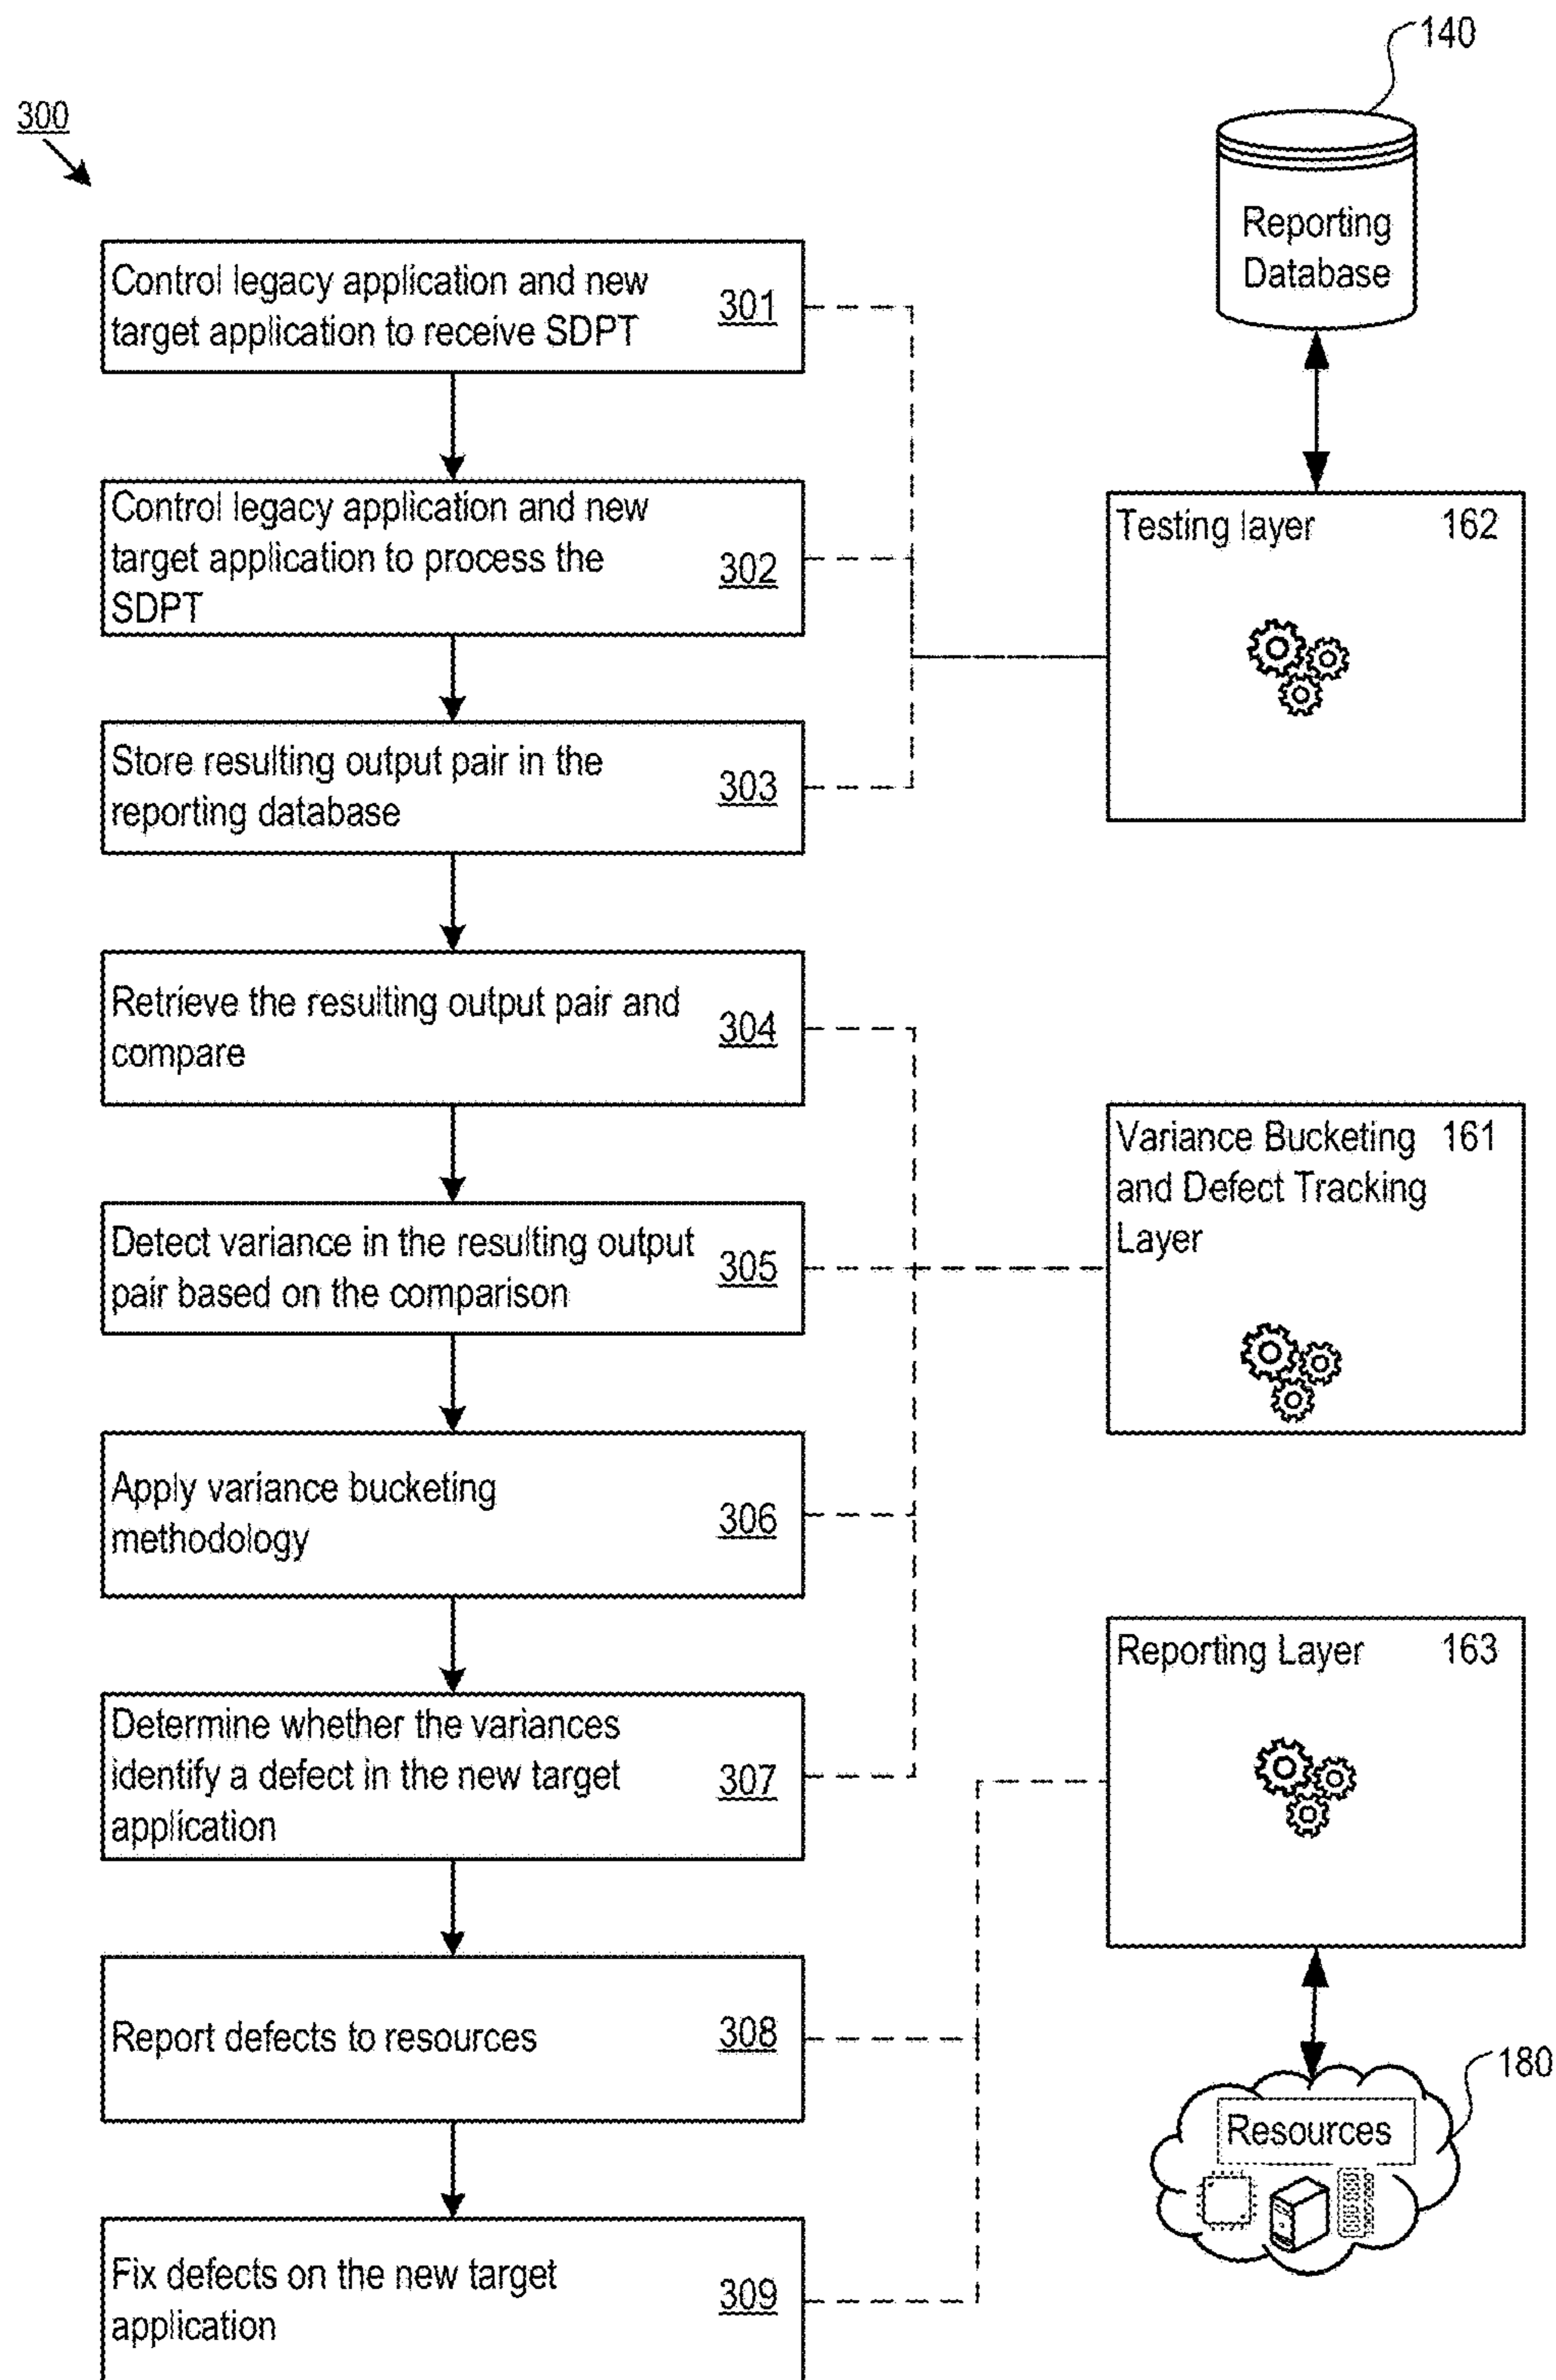 140
300
Reporting
Database
Control legacy application and new
target application to receive SDPT
301
Control legacy application and new
target application to process the
SDPT
302
Testing layer 162
Store resulting output pair in the
reporting database
303
Retrieve the resulting output pair and
compare
304
Variance Bucketing 161
and Defect Tracking
Layer
Detect variance in the resulting output
pair based on the comparison
305
Apply variance bucketing
methodology
306
Reporting Layer 163
Determine whether the variances
identify a defect in the new target
application
307
Report defects to resources
308
180
Resources
Fix defects on the new target
application
309